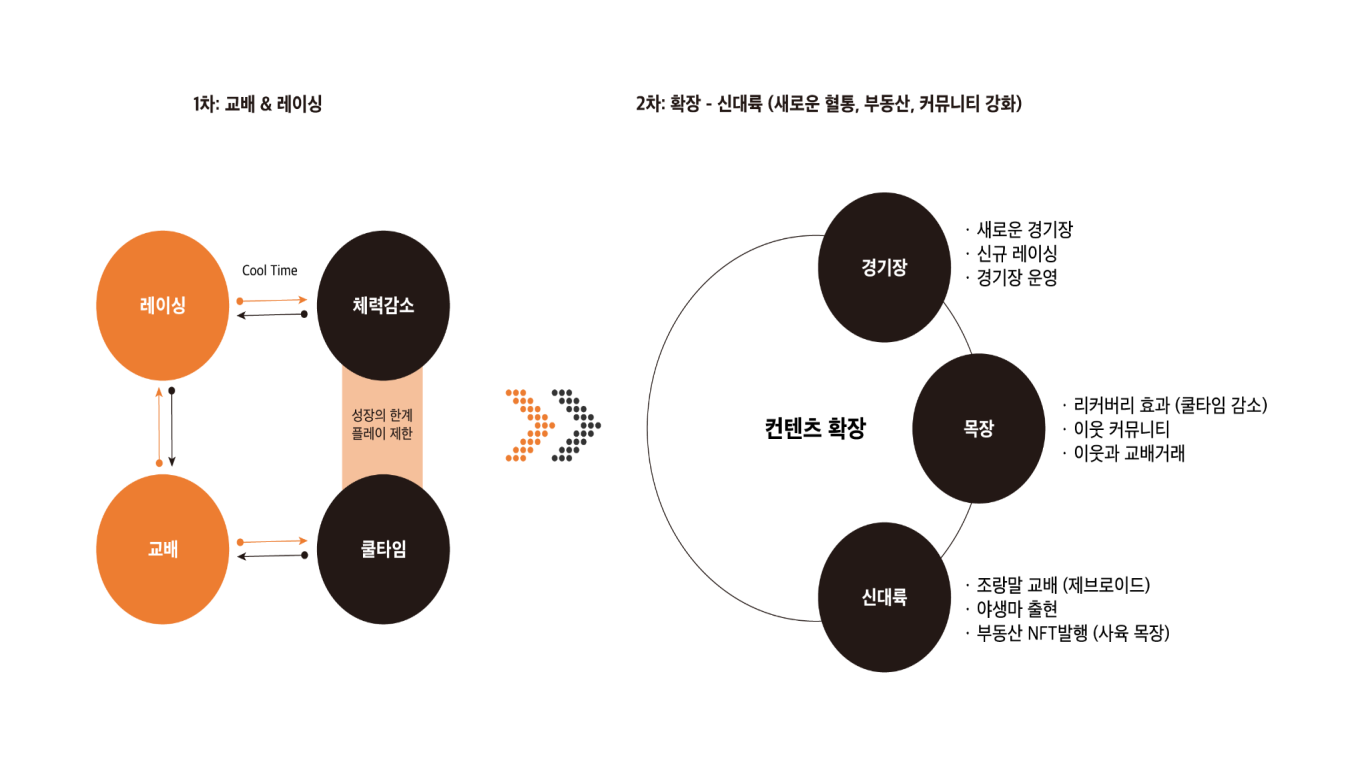 1차: 교배 & 레이싱
레이싱
Cool Time
체력감소
성장의 한계
플레이 제한
교배
쿨타임
2차: 확장 - 신대륙 (새로운 혈통, 부동산, 커뮤니티 강화)
컨텐츠 확장
경기장
· 새로운 경기장
· 신규 레이싱
· 경기장 운영
목장
· 리커버리 효과 (쿨타임 감소)
· 이웃 커뮤니티
· 이웃과 교배거래
신대륙
· 조랑말 교배 (제브로이드)
· 야생마 출현
· 부동산 NFT발행 (사육 목장)